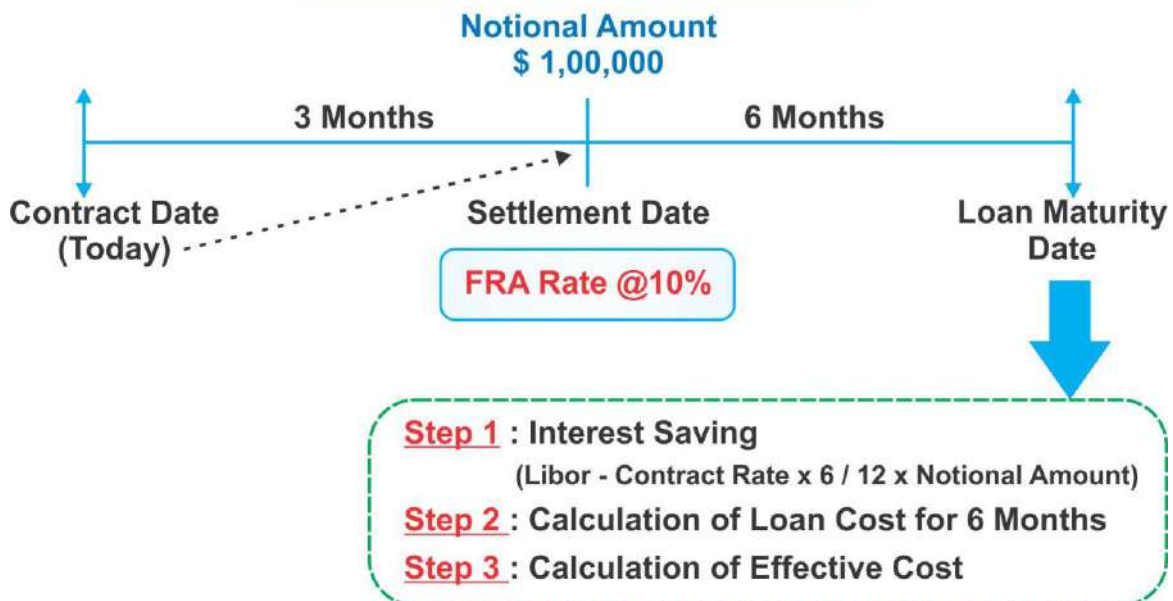 Notional Amount
$ 1,00,000
3 Months
6 Months
Contract Date
(Today)
Settlement Date
Loan Maturity
Date
FRA Rate @10%
Step 1 : Interest Saving
(Libor - Contract Rate x 6 / 12 x Notional Amount)
Step 2 : Calculation of Loan Cost for 6 Months
Step 3 : Calculation of Effective Cost